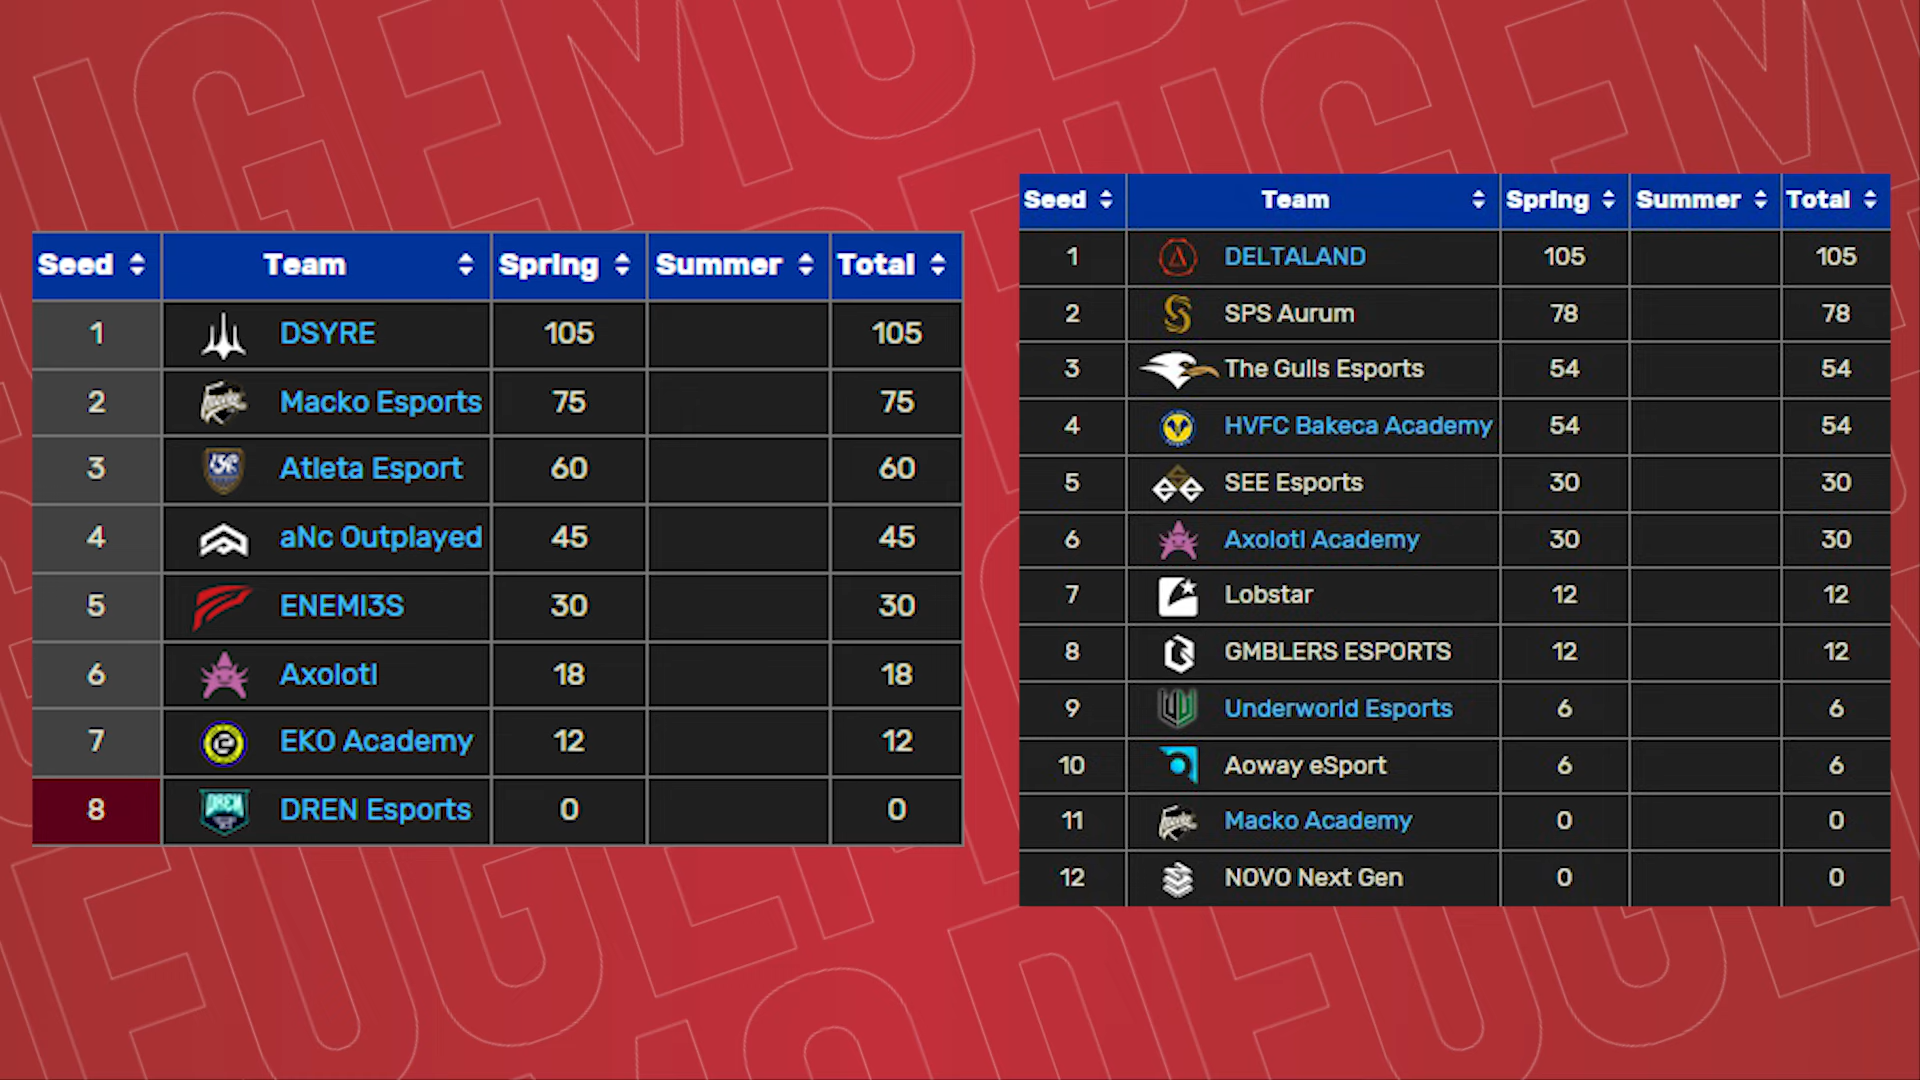 Seed Team Spring Summer Total
1 DSYRE 105 105
2 Macko Esports 75 75
3 Atleta Esport 60 60
4 aNc Outplayed 45 45
5 ENEMI3S 30 30
6 Axolotl 18 18
7 EKO Academy 12 12
8 DREN Esports 0 0
Seed Team Spring Summer Total
1 DELTALAND 105 105
2 SPS Aurum 78 78
3 The Gulls Esports 54 54
4 HVFC Bakeca Academy 54 54
5 SEE Esports 30 30
6 Axolotl Academy 30 30
7 Lobstar 12 12
8 GMBLERS ESPORTS 12 12
9 Underworld Esports 6 6
10 Aoway eSport 6 6
11 Macko Academy 0 0
12 NOVO Next Gen 0 0